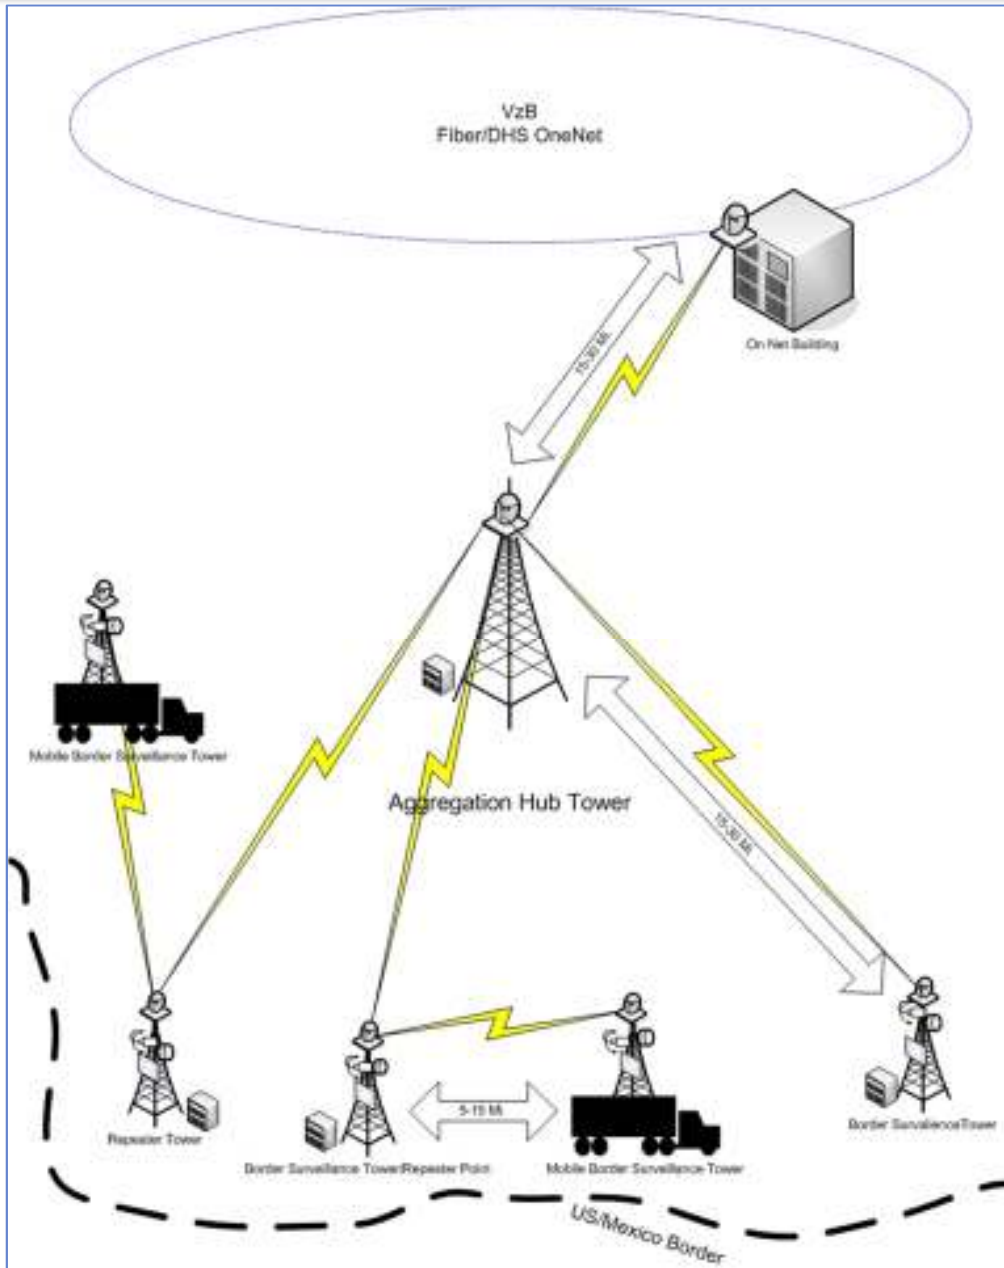 VzB
Fiber/DHS OneNet
On Net Building
15-30 Mi.
Mobile Border Surveillance Tower
Aggregation Hub Tower
15-30 Mi.
Repeater Tower
5-15 Mi.
Border Surveillance Tower/Repeater Point
Mobile Border Surveillance Tower
Border SurvalienceTower
US/Mexico Border